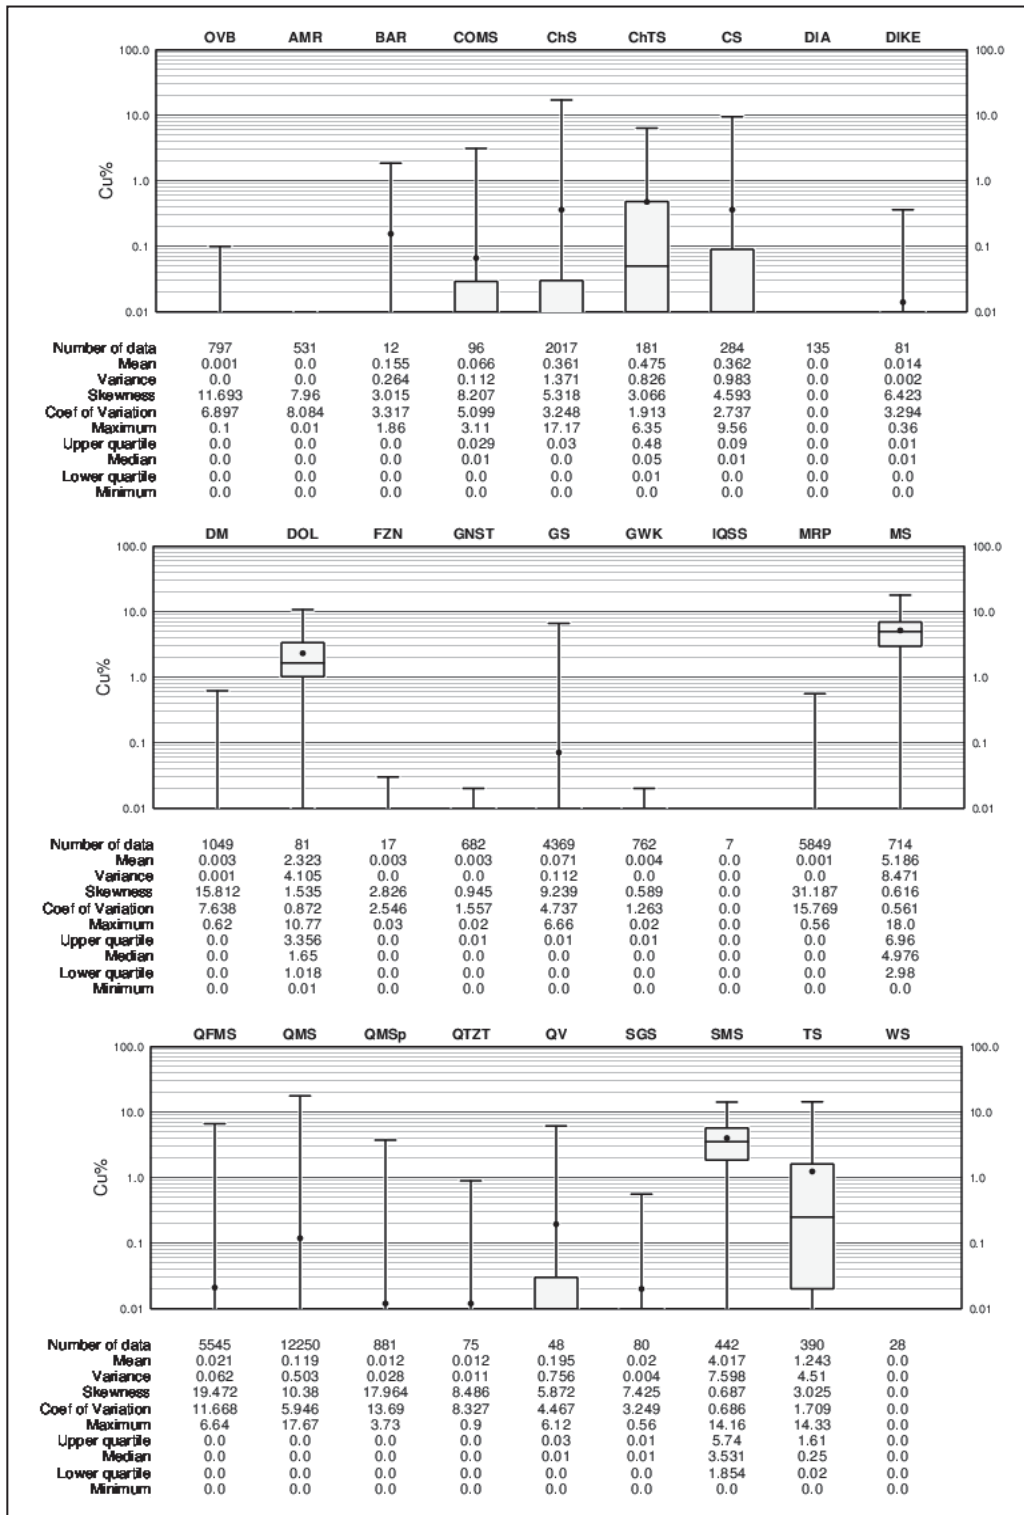 OVB AMR BAR COMS ChS ChTS CS DIA DIKE
100.0 100.0
10.0 10.0
Cu%
1.0 1.0
0.1 0.1
0.01 0.01
Number of data 797 531 12 96 2017 181 284 135 81
Mean 0.001 0.0 0.155 0.066 0.361 0.475 0.362 0.0 0.014
Variance 0.0 0.0 0.264 0.112 1.371 0.826 0.983 0.0 0.002
Skewness 11.693 7.96 3.015 8.207 5.318 3.066 4.593 0.0 6.423
Coef of Variation 6.897 8.084 3.317 5.099 3.248 1.913 2.737 0.0 3.294
Maximum 0.1 0.01 1.86 3.11 17.17 6.35 9.56 0.0 0.36
Upper quartile 0.0 0.0 0.0 0.029 0.03 0.48 0.09 0.0 0.01
Median 0.0 0.0 0.0 0.01 0.0 0.05 0.01 0.0 0.01
Lower quartile 0.0 0.0 0.0 0.0 0.0 0.01 0.0 0.0 0.0
Minimum 0.0 0.0 0.0 0.0 0.0 0.0 0.0 0.0 0.0
DM DOL FZN GNST GS GWK IQSS MRP MS
100.0 100.0
10.0 10.0
Cu%
1.0 1.0
0.1 0.1
0.01 0.01
Number of data 1049 81 17 682 4369 762 7 5849 714
Mean 0.003 2.323 0.003 0.003 0.071 0.004 0.0 0.001 5.186
Variance 0.001 4.105 0.0 0.0 0.112 0.0 0.0 0.0 8.471
Skewness 15.812 1.535 2.826 0.945 9.239 0.589 0.0 31.187 0.616
Coef of Variation 7.638 0.872 2.546 1.557 4.737 1.263 0.0 15.769 0.561
Maximum 0.62 10.77 0.03 0.02 6.66 0.02 0.0 0.56 18.0
Upper quartile 0.0 3.356 0.0 0.01 0.01 0.01 0.0 0.0 6.96
Median 0.0 1.65 0.0 0.0 0.0 0.0 0.0 0.0 4.976
Lower quartile 0.0 1.018 0.0 0.0 0.0 0.0 0.0 0.0 2.98
Minimum 0.0 0.01 0.0 0.0 0.0 0.0 0.0 0.0 0.0
QFMS QMS QMSp QTZT QV SGS SMS TS WS
100.0 100.0
10.0 10.0
Cu%
1.0 1.0
0.1 0.1
0.01 0.01
Number of data 5545 12250 881 75 48 80 442 390 28
Mean 0.021 0.119 0.012 0.012 0.195 0.02 4.017 1.243 0.0
Variance 0.062 0.503 0.028 0.011 0.756 0.004 7.598 4.51 0.0
Skewness 19.472 10.38 17.964 8.486 5.872 7.425 0.687 3.025 0.0
Coef of Variation 11.668 5.946 13.69 8.327 4.467 3.249 0.686 1.709 0.0
Maximum 6.64 17.67 3.73 0.9 6.12 0.56 14.16 14.33 0.0
Upper quartile 0.0 0.0 0.0 0.0 0.03 0.01 5.74 1.61 0.0
Median 0.0 0.0 0.0 0.0 0.01 0.01 3.531 0.25 0.0
Lower quartile 0.0 0.0 0.0 0.0 0.0 0.0 1.854 0.02 0.0
Minimum 0.0 0.0 0.0 0.0 0.0 0.0 0.0 0.0 0.0